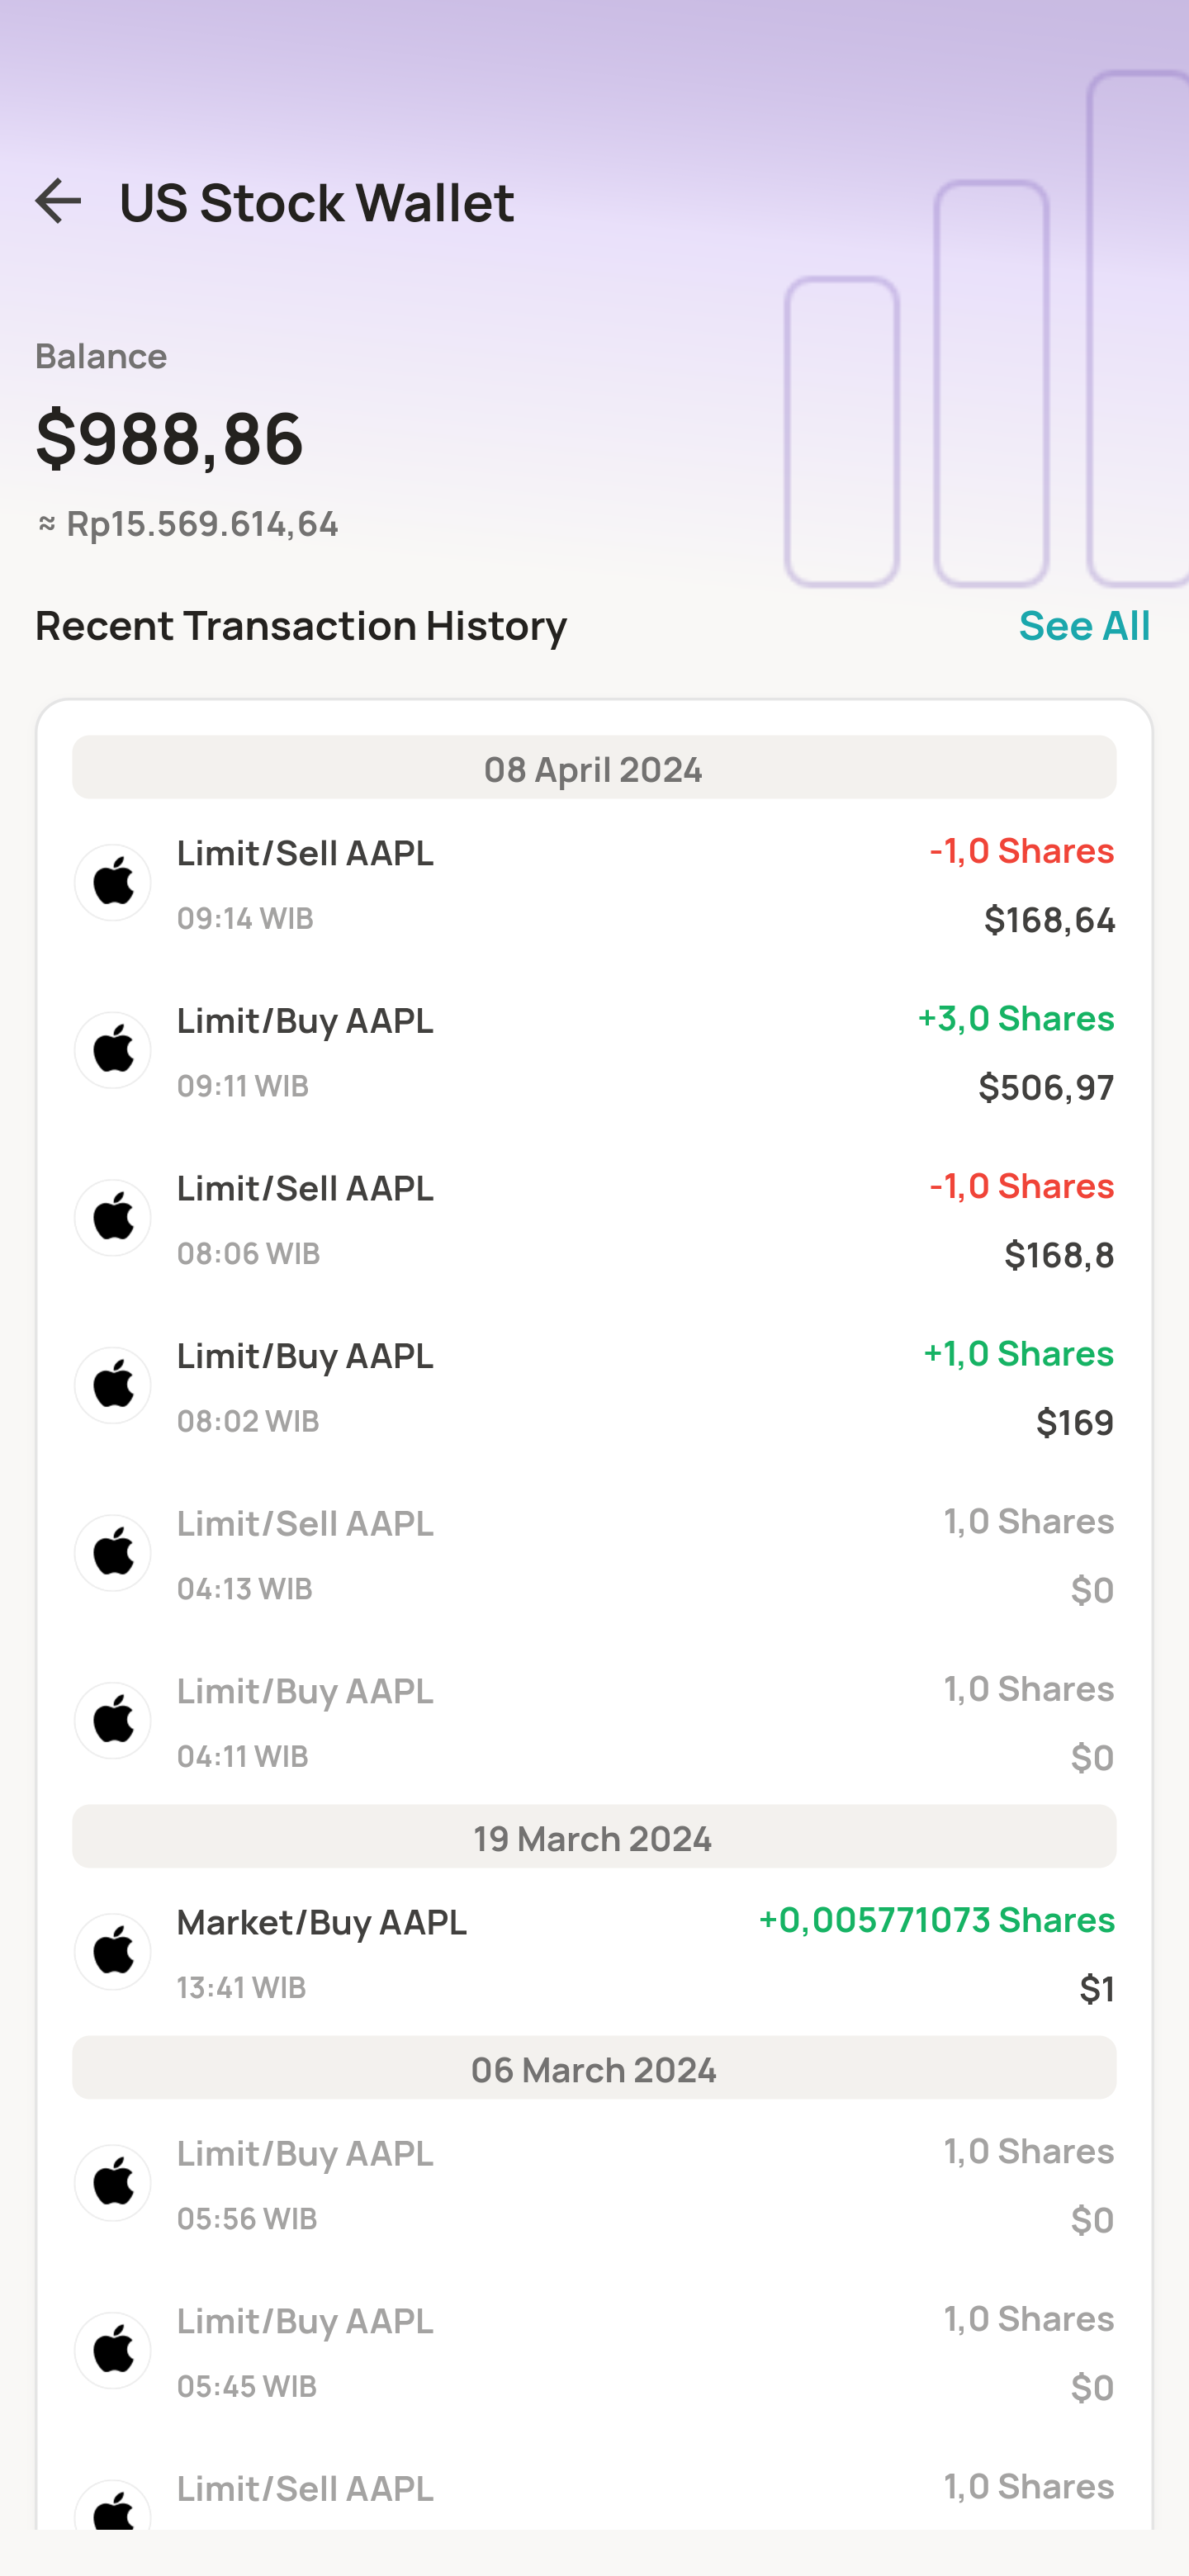 US Stock Wallet
Balance
$988,86
≈ Rp15.569.614,64
Recent Transaction History See All
08 April 2024
Limit/Sell AAPL -1,0 Shares
09:14 WIB $168,64
Limit/Buy AAPL +3,0 Shares
09:11 WIB $506,97
Limit/Sell AAPL -1,0 Shares
08:06 WIB $168,8
Limit/Buy AAPL +1,0 Shares
08:02 WIB $169
Limit/Sell AAPL 1,0 Shares
04:13 WIB $0
Limit/Buy AAPL 1,0 Shares
04:11 WIB $0
19 March 2024
Market/Buy AAPL +0,005771073 Shares
13:41 WIB $1
06 March 2024
Limit/Buy AAPL 1,0 Shares
05:56 WIB $0
Limit/Buy AAPL 1,0 Shares
05:45 WIB $0
Limit/Sell AAPL 1,0 Shares